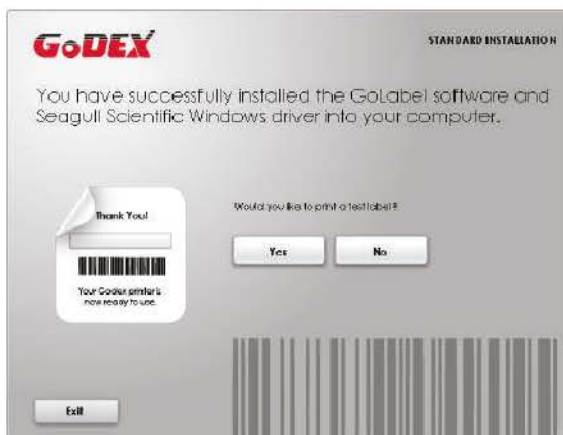 GoDEX
STANDARD INSTALLATION
You have successfully installed the GoLabel software and
Seagull Scientific Windows driver into your computer.
Thank You!
Would you like to print a test label?
Yes
No
Your Godex printer is
now ready to use.
Exit